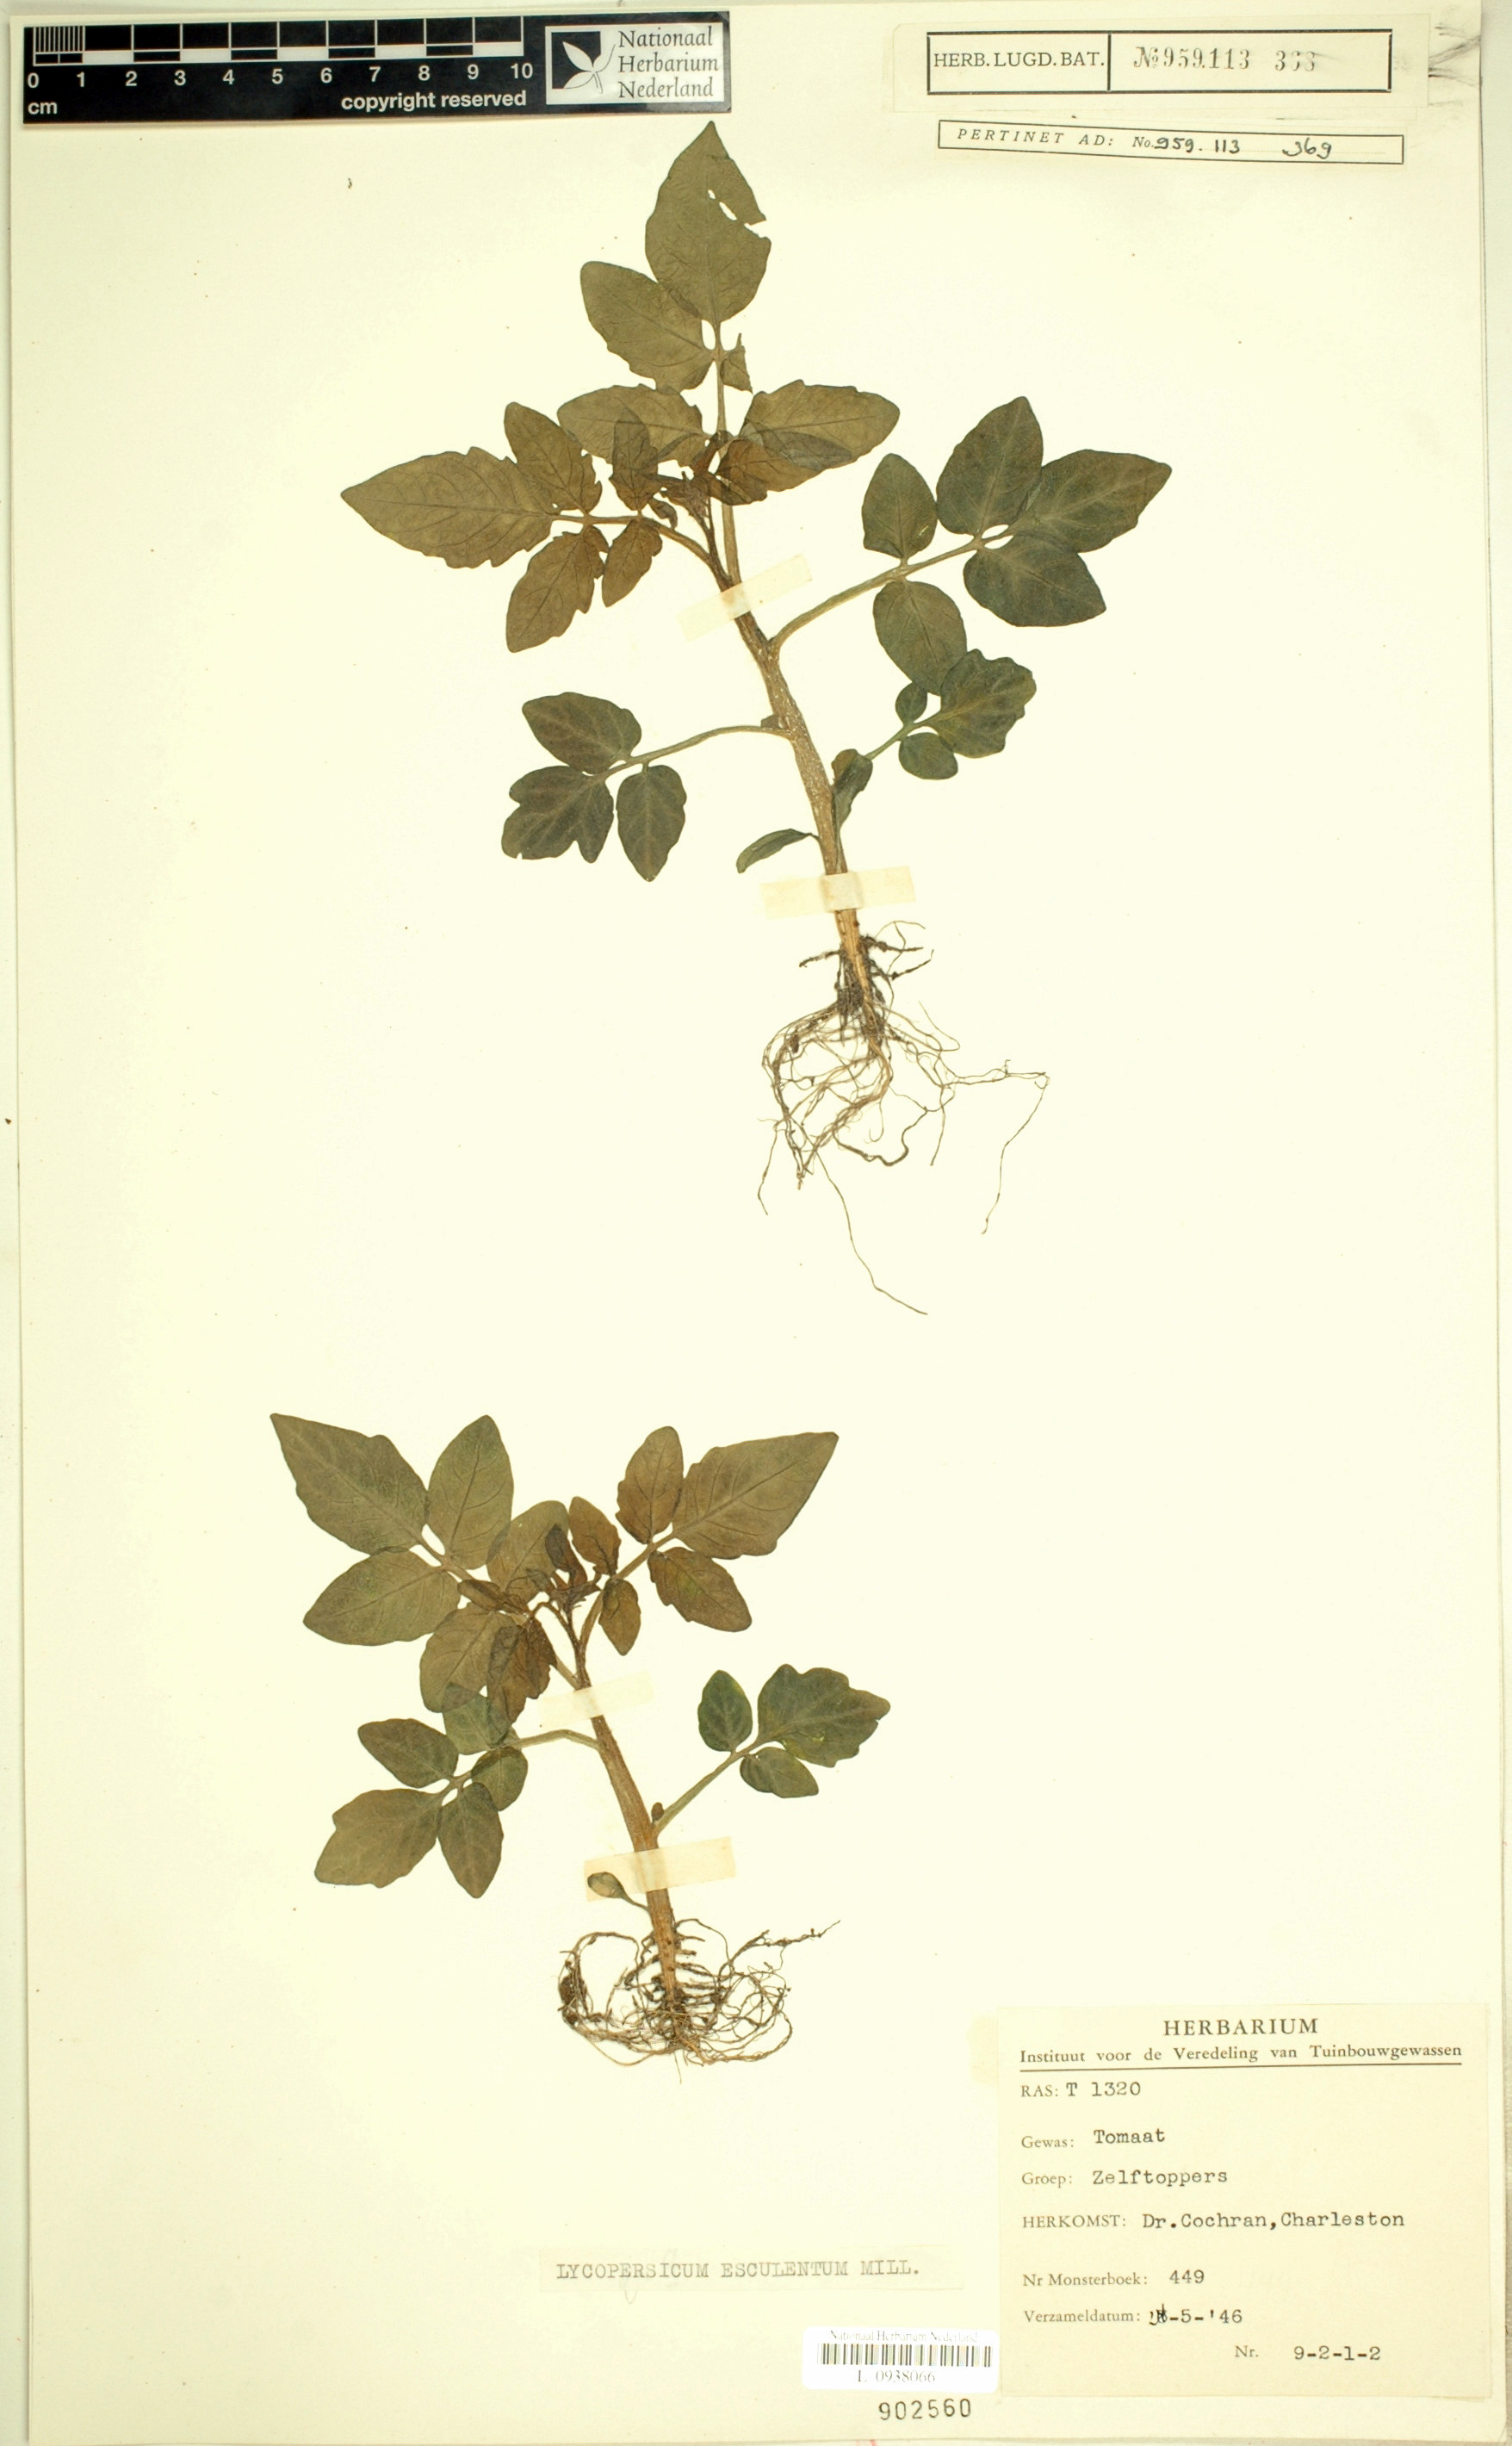 0 1 2 3 4 5 6 7 8 9 10
cm
copyright reserved
Nationaal
Herbarium
Nederland
HERB. LUGD. BAT. № 959.113
PERTINET AD: No. 959. 113 369
HERBARIUM
Instituut voor de Veredeling van Tuinbouwgewassen
RAS: T 1320
Gewas: Tomaat
Groep: Zelftoppers
HERKOMST: Dr.Cochran,Charleston
Nr Monsterboek: 449
Verzameldatum: -5-'46
Nr. 9-2-1-2
LYCOPERSICUM ESCULENTUM MILL.
Nationaal Herbarium Nederland
L 0938066
902560